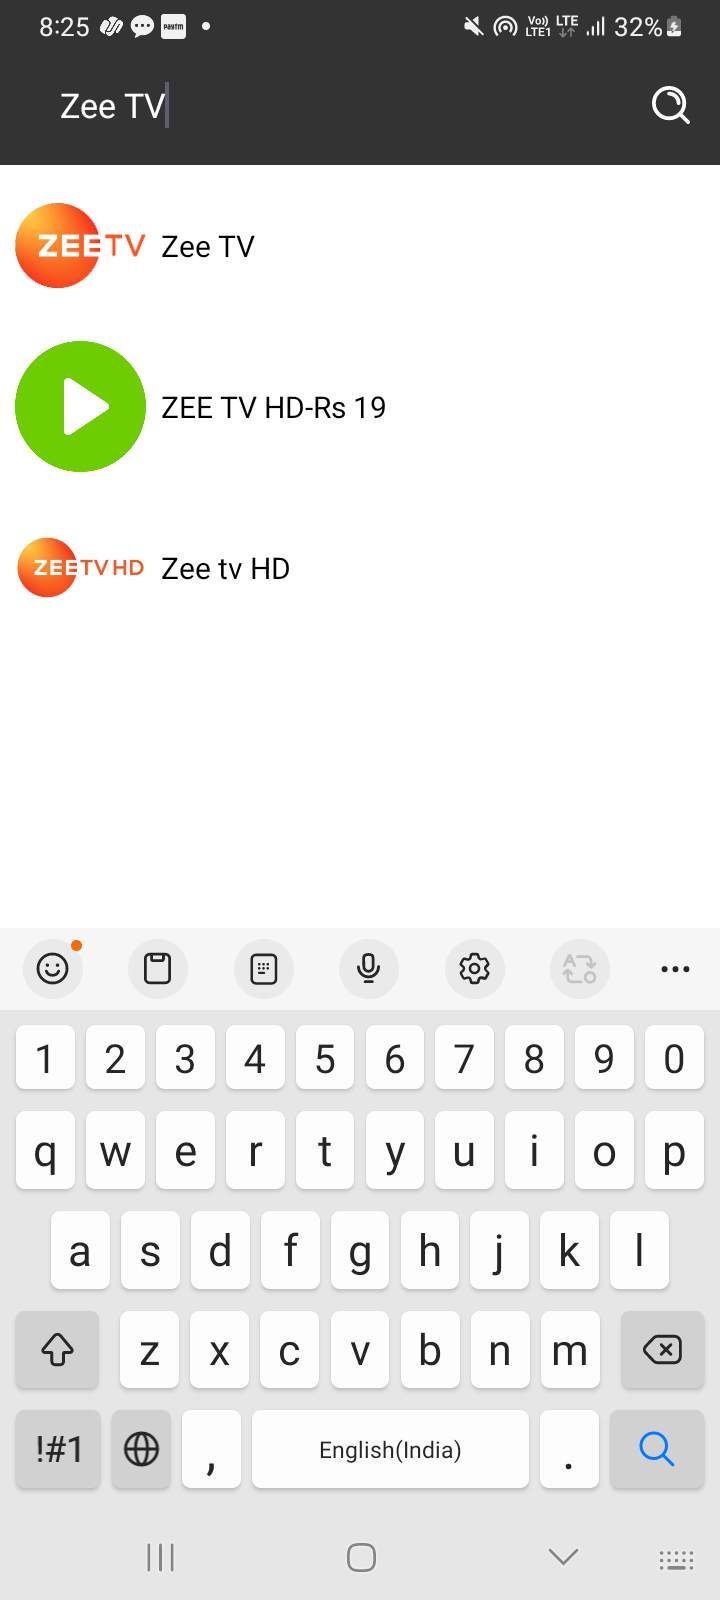 8:25 paytm Vo) LTE1 LTE 32%
Zee TV
ZEETV Zee TV
ZEE TV HD-Rs 19
ZEETVHD Zee tv HD
1 2 3 4 5 6 7 8 9 0
q w e r t y u i o p
a s d f g h j k l
z x c v b n m
!#1 , English(India) .